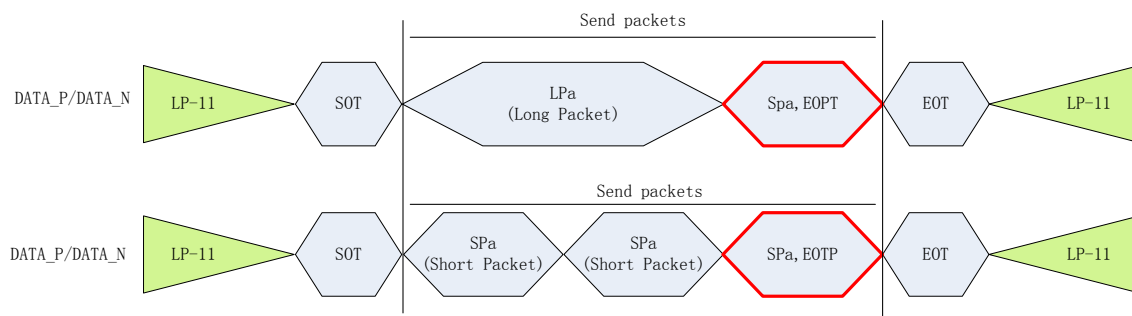 Send packets
DATA_P/DATA_N
LP-11
SOT
LPa
(Long Packet)
Spa,EOPT
EOT
LP-11
Send packets
DATA_P/DATA_N
LP-11
SOT
SPa
(Short Packet)
SPa
(Short Packet)
SPa,EOTP
EOT
LP-11